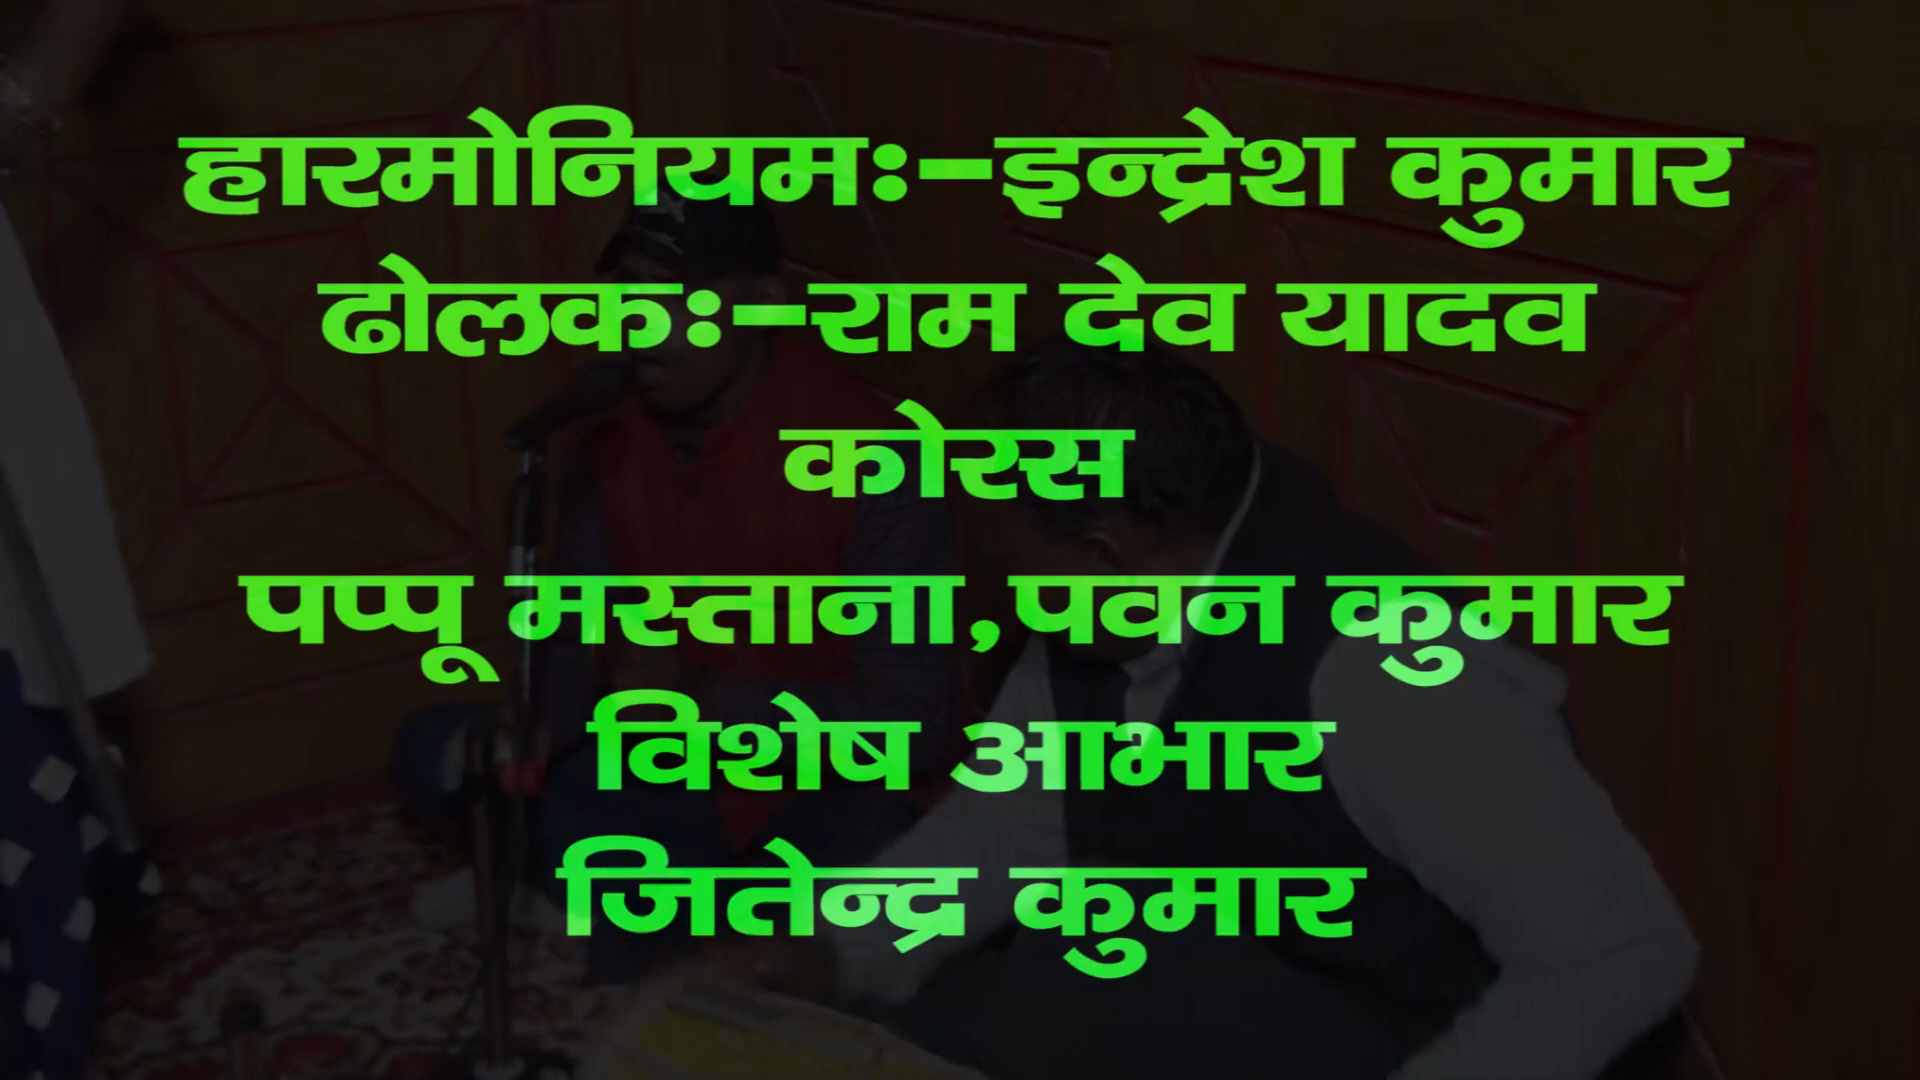 हारमोनियमः-इन्द्रेश कुमार
ढोलकः-राम देव यादव
कोरस
पप्पू मस्ताना,पवन कुमार
विशेष आभार
जितेन्द्र कुमार